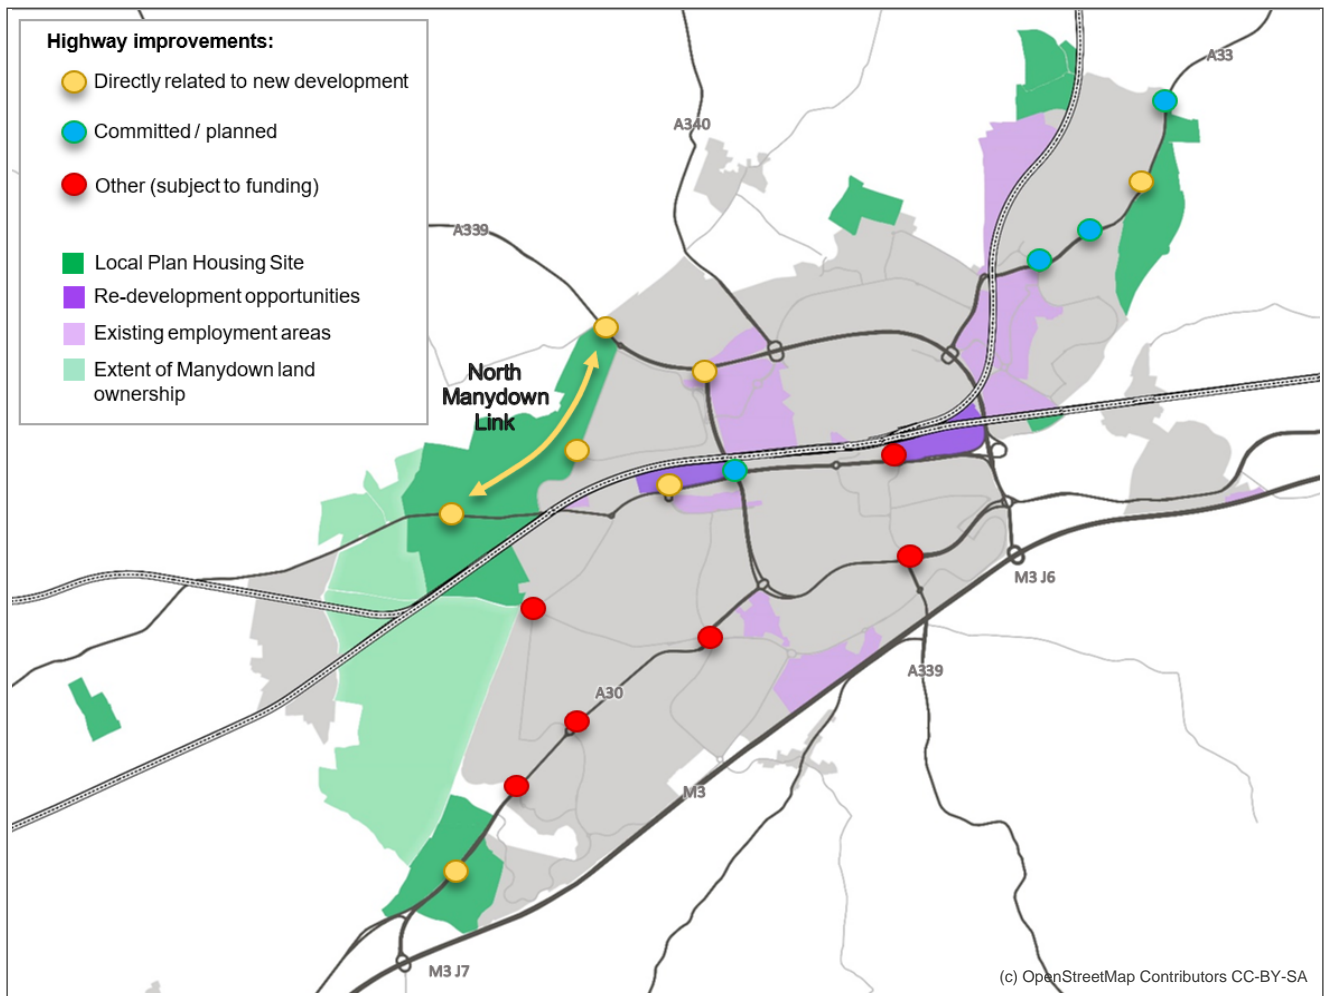 Highway improvements:
Directly related to new development
Committed / planned
Other (subject to funding)
Local Plan Housing Site
Re-development opportunities
Existing employment areas
Extent of Manydown land
ownership
A33
A340
A339
North
Manydown
Link
M3 J6
A339
A30
M3
M3 J7
(c) OpenStreetMap Contributors CC-BY-SA